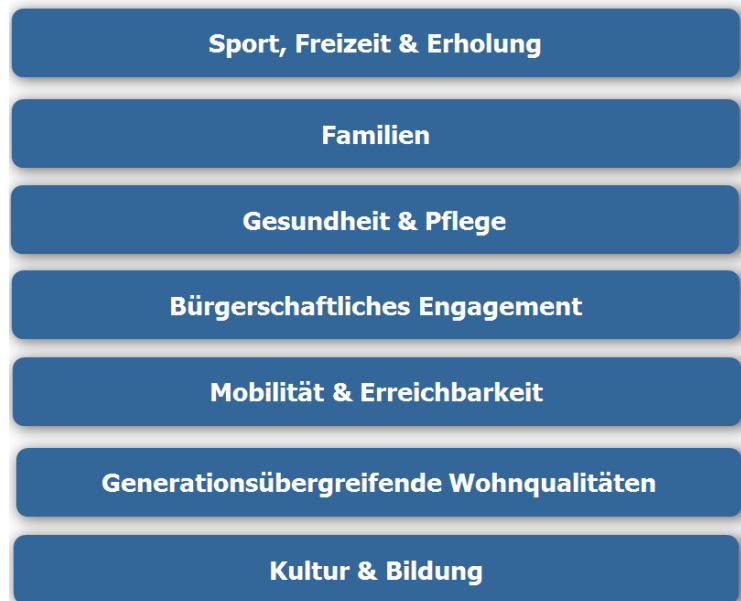 Sport, Freizeit & Erholung
Familien
Gesundheit & Pflege
Bürgerschaftliches Engagement
Mobilität & Erreichbarkeit
Generationsübergreifende Wohnqualitäten
Kultur & Bildung